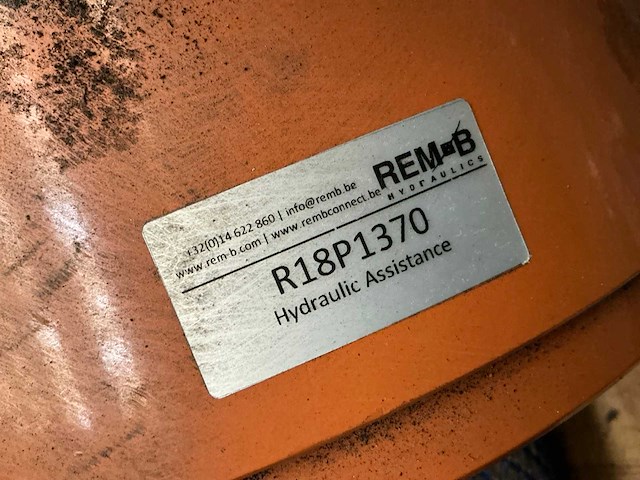 REM-B
HYDRAULICS
+32(0)14 622 860 | info@remb.be
www.rem-b.com | www.rembconnect.be
R18P1370
Hydraulic Assistance